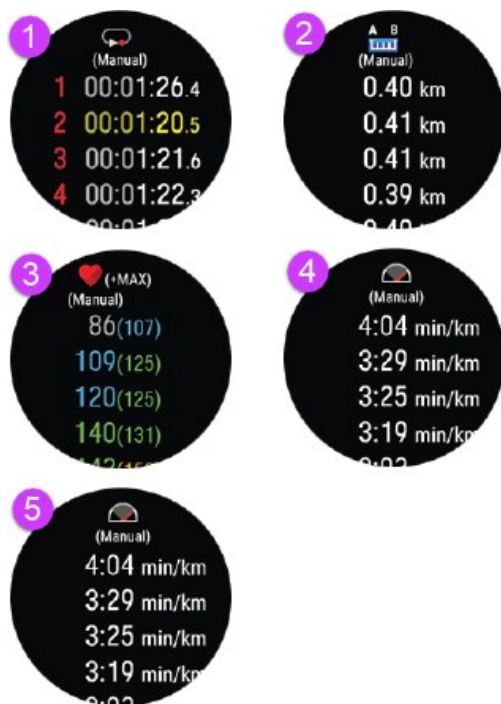 1
(Manual)
1 00:01:26.4
2 00:01:20.5
3 00:01:21.6
4 00:01:22.3
2
A B
(Manual)
0.40 km
0.41 km
0.41 km
0.39 km
3
(+MAX)
(Manual)
86(107)
109(125)
120(125)
140(131)
4
(Manual)
4:04 min/km
3:29 min/km
3:25 min/km
3:19 min/km
5
(Manual)
4:04 min/km
3:29 min/km
3:25 min/km
3:19 min/km